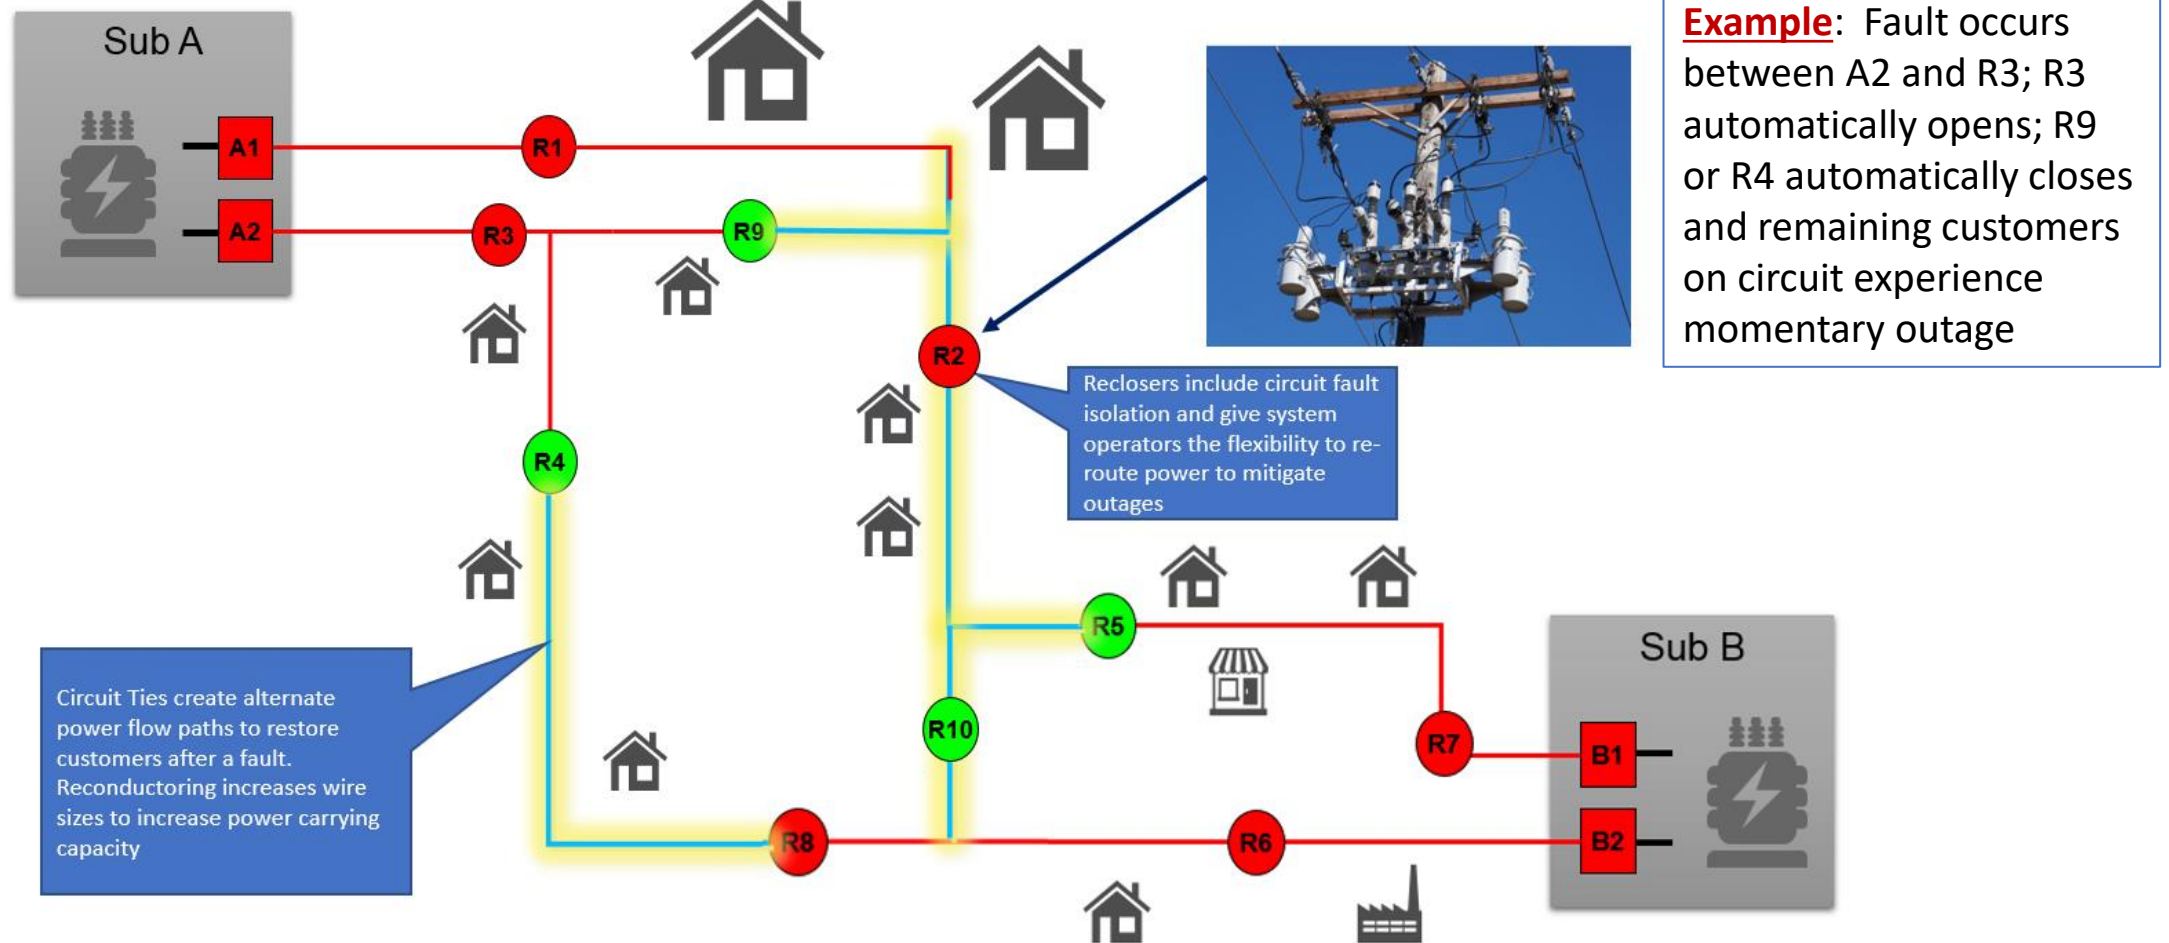 Sub A
A1
A2
R1
R3
R9
R2
R4
R5
R10
R7
R8
R6
Sub B
B1
B2
Example: Fault occurs
between A2 and R3; R3
automatically opens; R9
or R4 automatically closes
and remaining customers
on circuit experience
momentary outage
Reclosers include circuit fault
isolation and give system
operators the flexibility to re-
route power to mitigate
outages
Circuit Ties create alternate
power flow paths to restore
customers after a fault.
Reconductoring increases wire
sizes to increase power carrying
capacity